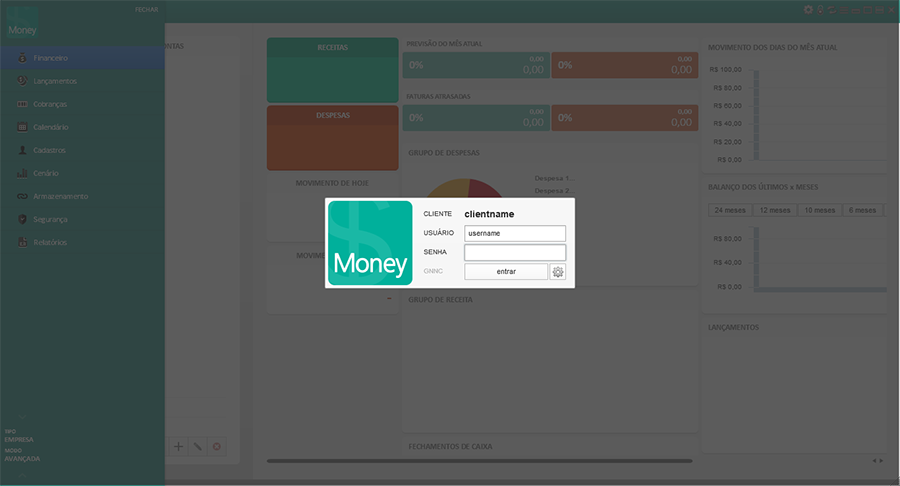 Money
FECHAR
Financeiro
Lançamentos
Cobranças
Calendário
Cadastros
Cenário
Armazenamento
Segurança
Relatórios
TIPO
EMPRESA
MODO
AVANÇADA
RECEITAS
DESPESAS
MOVIMENTO DE HOJE
PREVISÃO DO MÊS ATUAL
0% 0,00
0,00
0% 0,00
0,00
FATURAS ATRASADAS
0% 0,00
0,00
0% 0,00
0,00
GRUPO DE DESPESAS
Despesa 1...
Despesa 2...
$
Money
CLIENTE clientname
USUÁRIO username
SENHA
GNNC entrar
GRUPO DE RECEITA
FECHAMENTOS DE CAIXA
MOVIMENTO DOS DIAS DO MÊS ATUAL
R$ 100,00
R$ 80,00
R$ 60,00
R$ 40,00
R$ 20,00
R$ 0,00
BALANÇO DOS ÚLTIMOS x MESES
24 meses 12 meses 10 meses 6 meses
R$ 80,00
R$ 40,00
R$ 0,00
LANÇAMENTOS